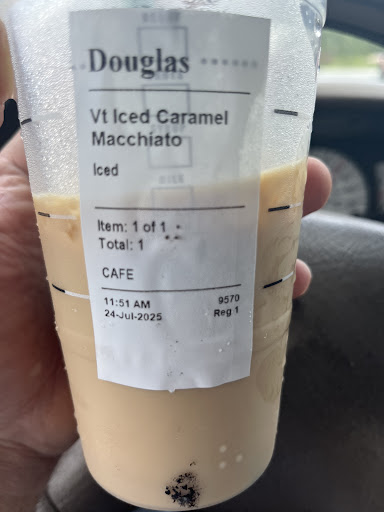 Douglas
Vt Iced Caramel
Macchiato
Iced
Item: 1 of 1
Total: 1
CAFE
11:51 AM 9570
24-Jul-2025 Reg 1